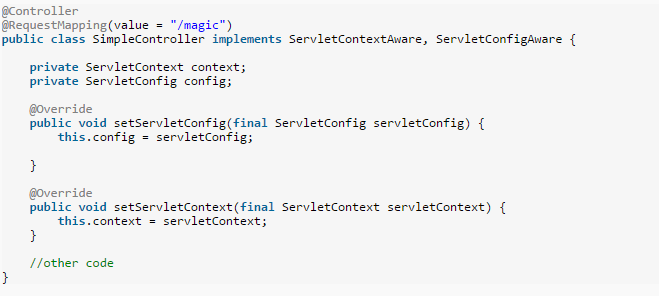 @Controller
@RequestMapping(value = "/magic")
public class SimpleController implements ServletContextAware, ServletConfigAware {
private ServletContext context;
private ServletConfig config;
@Override
public void setServletConfig(final ServletConfig servletConfig) {
this.config = servletConfig;
}
@Override
public void setServletContext(final ServletContext servletContext) {
this.context = servletContext;
}
//other code
}